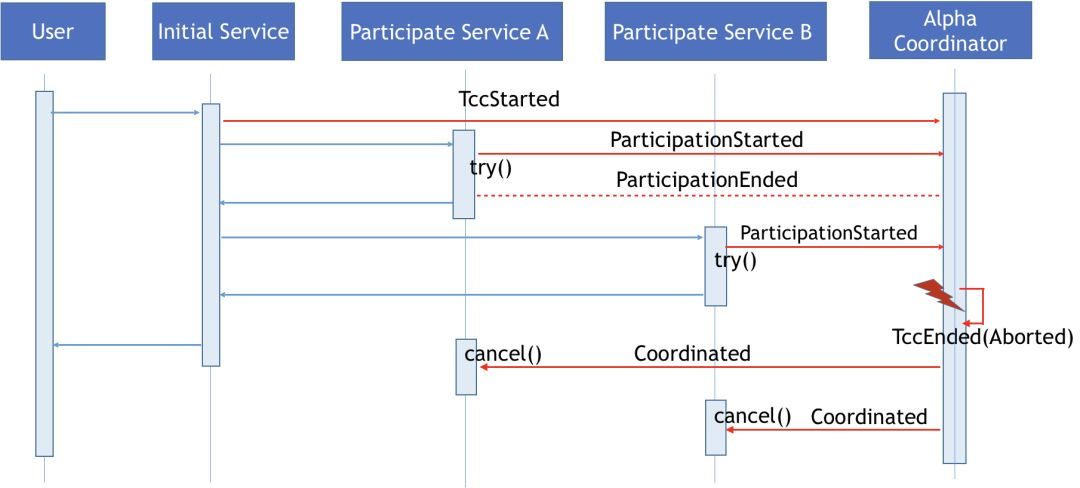 User
Initial Service
Participate Service A
Participate Service B
Alpha
Coordinator
TccStarted
ParticipationStarted
try()
ParticipationEnded
ParticipationStarted
try()
TccEnded(Aborted)
cancel()
Coordinated
cancel()
Coordinated